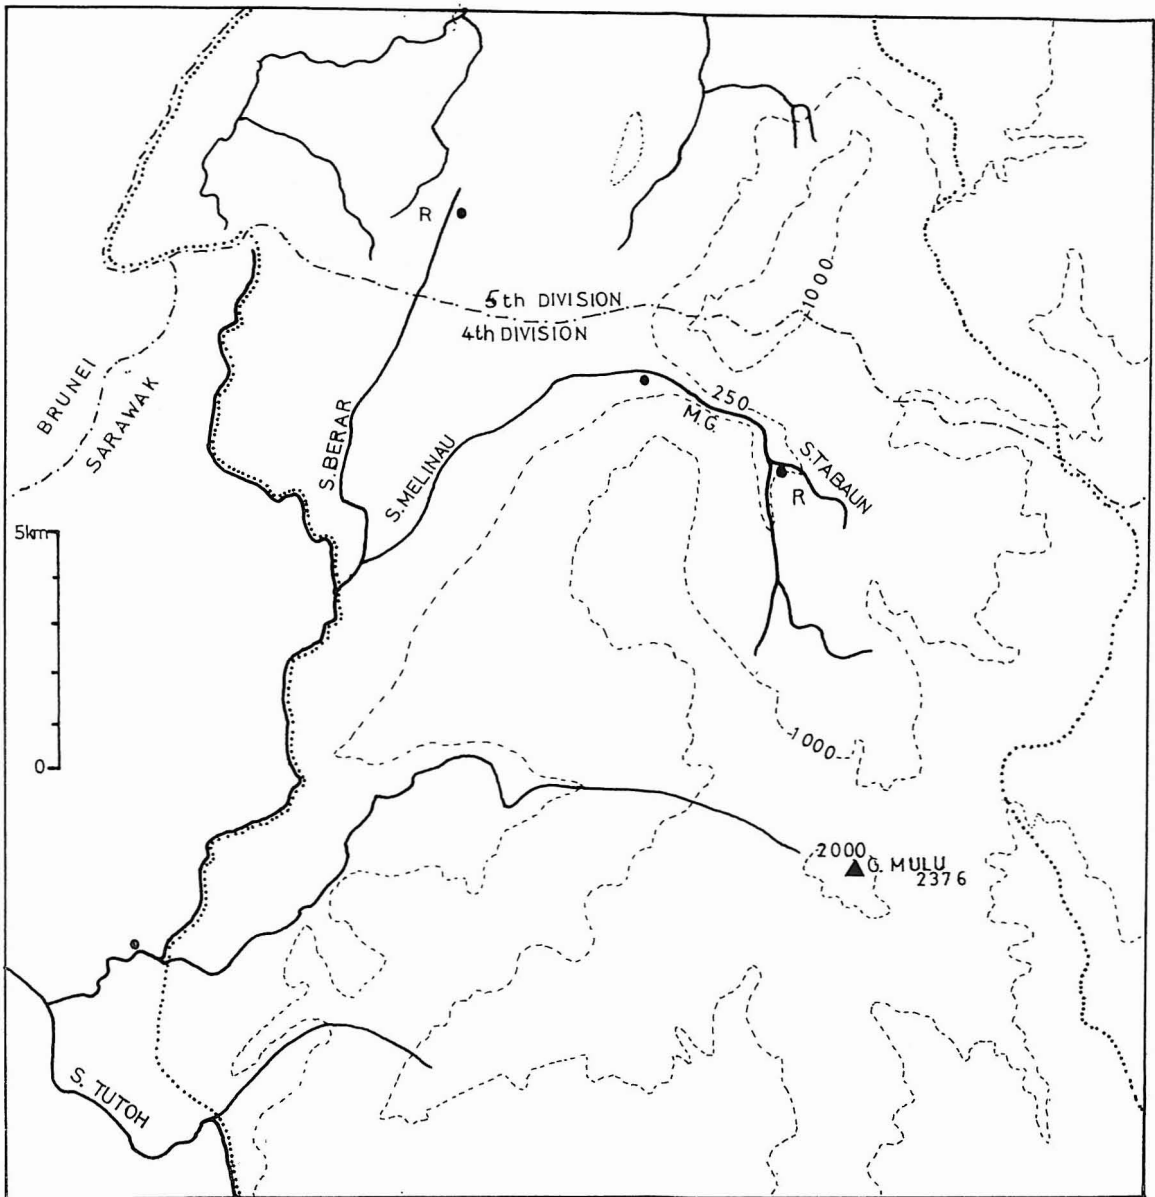 R
5th DIVISION
4th DIVISION
1000
BRUNEI
SARAWAK
S. BERAR
S. MELINAU
250
M.G.
S. TABAUN
R
5km
0
1000
2000
G. MULU
2376
S. TUTOH